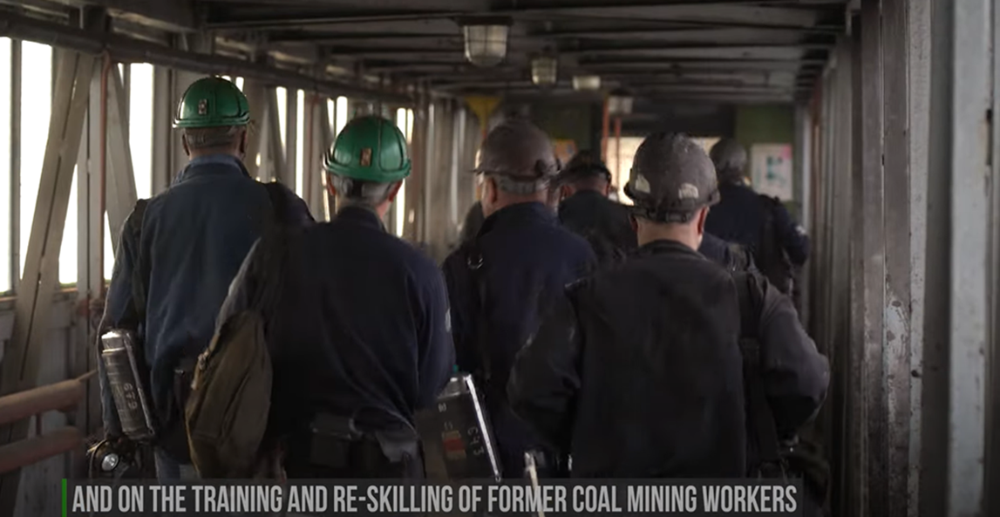 AND ON THE TRAINING AND RE-SKILLING OF FORMER COAL MINING WORKERS